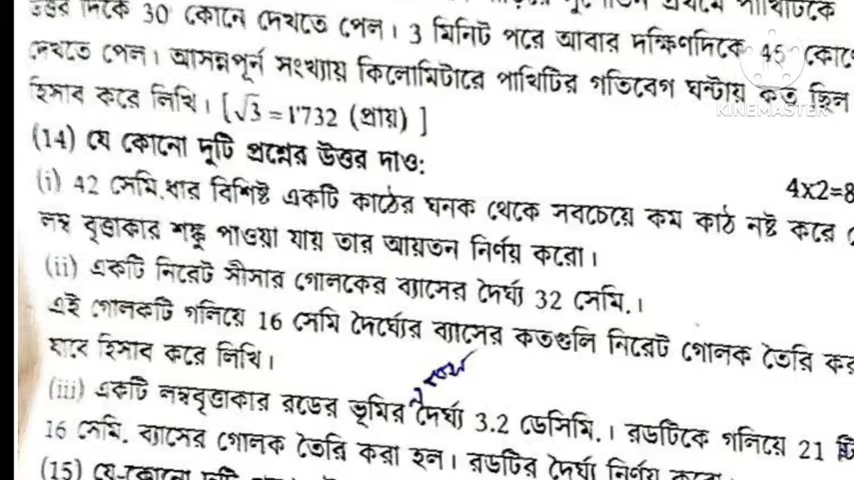 উত্তর দিকে 30° কোনে দেখতে পেল। 3 মিনিট পরে আবার দক্ষিণদিকে 45° কোণে
দেখতে পেল। আসন্নপূর্ন সংখ্যায় কিলোমিটারে পাখিটির গতিবেগ ঘন্টায় কত ছিল
হিসাব করে লিখি। [√3 = 1'732 (প্রায়) ]
KINEMASTER
(14) যে কোনো দুটি প্রশ্নের উত্তর দাও:
4x2=8
(i) 42 সেমি.ধার বিশিষ্ট একটি কাঠের ঘনক থেকে সবচেয়ে কম কাঠ নষ্ট করে
লম্ব বৃত্তাকার শঙ্কু পাওয়া যায় তার আয়তন নির্ণয় করো।
(ii) একটি নিরেট সীসার গোলকের ব্যাসের দৈর্ঘ্য 32 সেমি.।
এই গোলকটি গলিয়ে 16 সেমি দৈর্ঘ্যের ব্যাসের কতগুলি নিরেট গোলক তৈরি
যাবে হিসাব করে লিখি।
(iii) একটি লম্ববৃত্তাকার রডের ভূমির দৈর্ঘ্য 3.2 ডেসিমি.। রডটিকে গলিয়ে 21 টি
16 সেমি. ব্যাসের গোলক তৈরি করা হল। রডটির দৈর্ঘ্য নির্ণয় করো
(15) যে-কোনো দুটি